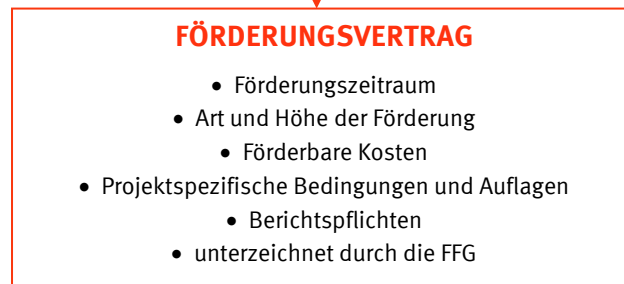 FÖRDERUNGSVERTRAG
• Förderungszeitraum
• Art und Höhe der Förderung
• Förderbare Kosten
• Projektspezifische Bedingungen und Auflagen
• Berichtspflichten
• unterzeichnet durch die FFG